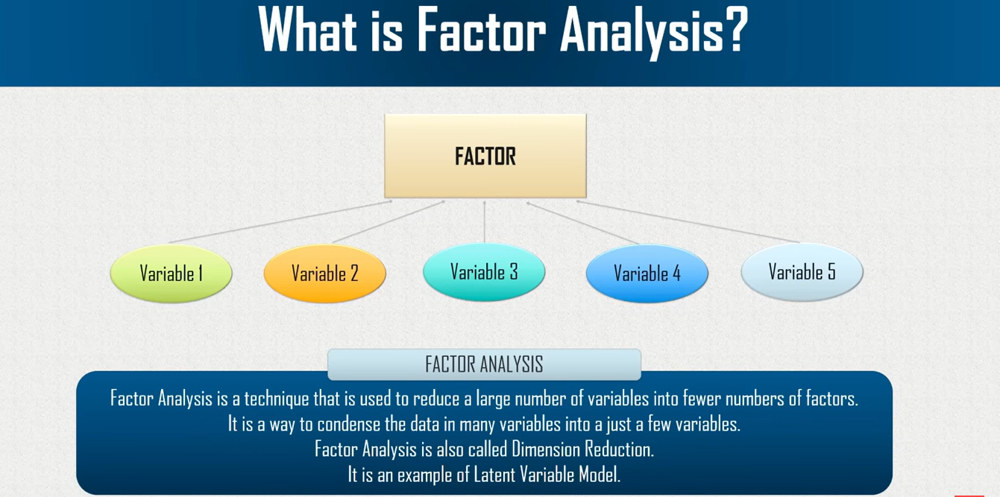 What is Factor Analysis?
FACTOR
Variable 1
Variable 2
Variable 3
Variable 4
Variable 5
FACTOR ANALYSIS
Factor Analysis is a technique that is used to reduce a large number of variables into fewer numbers of factors.
It is a way to condense the data in many variables into a just a few variables.
Factor Analysis is also called Dimension Reduction.
It is an example of Latent Variable Model.